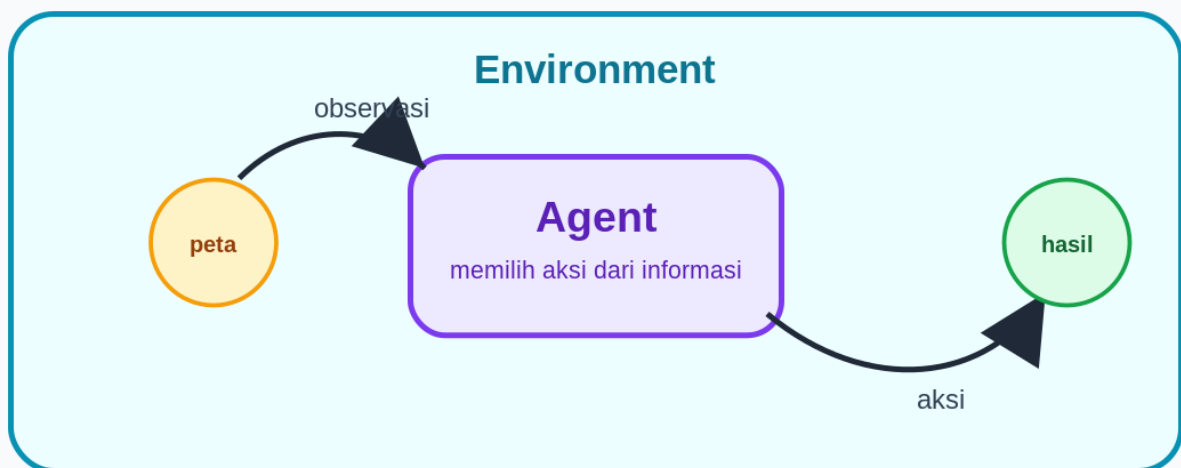 Environment
observasi
Agent
memilih aksi dari informasi
peta
hasil
aksi